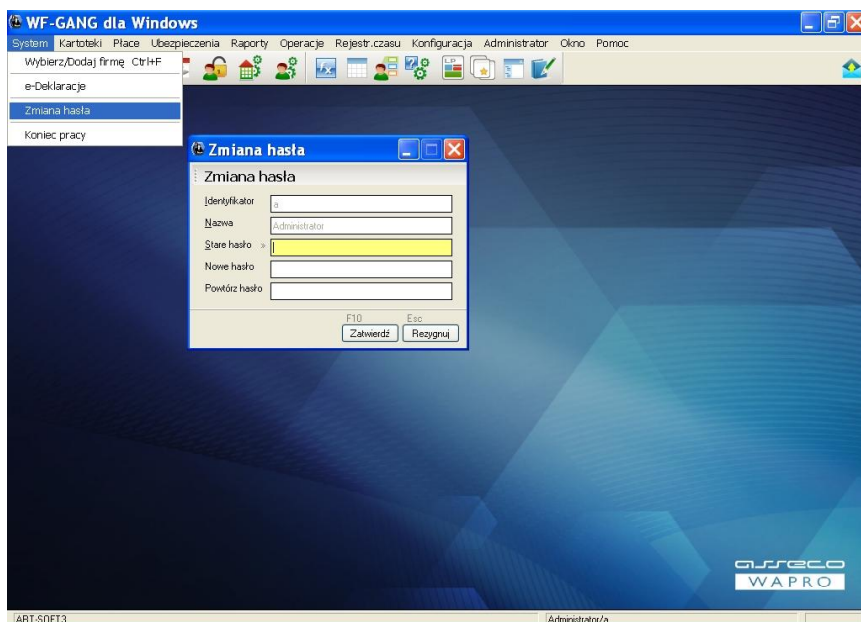 WF-GANG dla Windows
System Kartoteki Płace Ubezpieczenia Raporty Operacje Rejestr.czasu Konfiguracja Administrator Okno Pomoc
Wybierz/Dodaj firmę Ctrl+F
e-Deklaracje
Zmiana hasła
Koniec pracy
Zmiana hasła
Zmiana hasła
Identyfikator a
Nazwa Administrator
Stare hasło »
Nowe hasło
Powtórz hasło
F10 Esc
Zatwierdź Rezygnuj
asseco
WAPRO
ART-SOFT3 Administrator/a